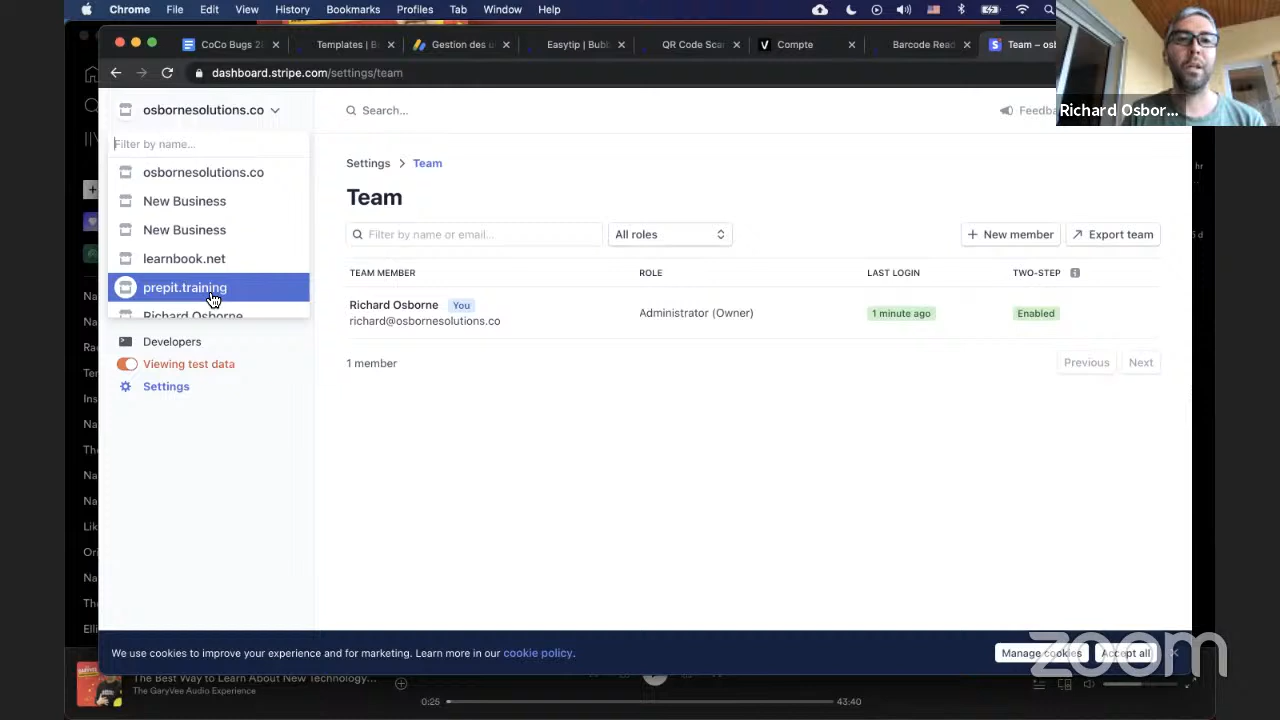 Chrome File Edit View History Bookmarks Profiles Tab Window Help
CoCo Bugs 2
Templates | B
Gestion des u
Easytip | Bubb
QR Code Scar
V Compte
Barcode Read
Team – osb
dashboard.stripe.com/settings/team
Richard Osbor...
osbornesolutions.co
Search...
Feedba
Filter by name...
osbornesolutions.co
New Business
New Business
learnbook.net
prepit.training
Richard Osborne
Developers
Viewing test data
Settings
Settings > Team
Team
Filter by name or email...
All roles
+ New member
Export team
TEAM MEMBER ROLE LAST LOGIN TWO-STEP
Richard Osborne You
richard@osbornesolutions.co
Administrator (Owner)
1 minute ago
Enabled
1 member
Previous Next
We use cookies to improve your experience and for marketing. Learn more in our cookie policy.
Manage cookies
Accept all
zoom
The Best Way to Learn About New Technology...
The GaryVee Audio Experience
0:25
43:40